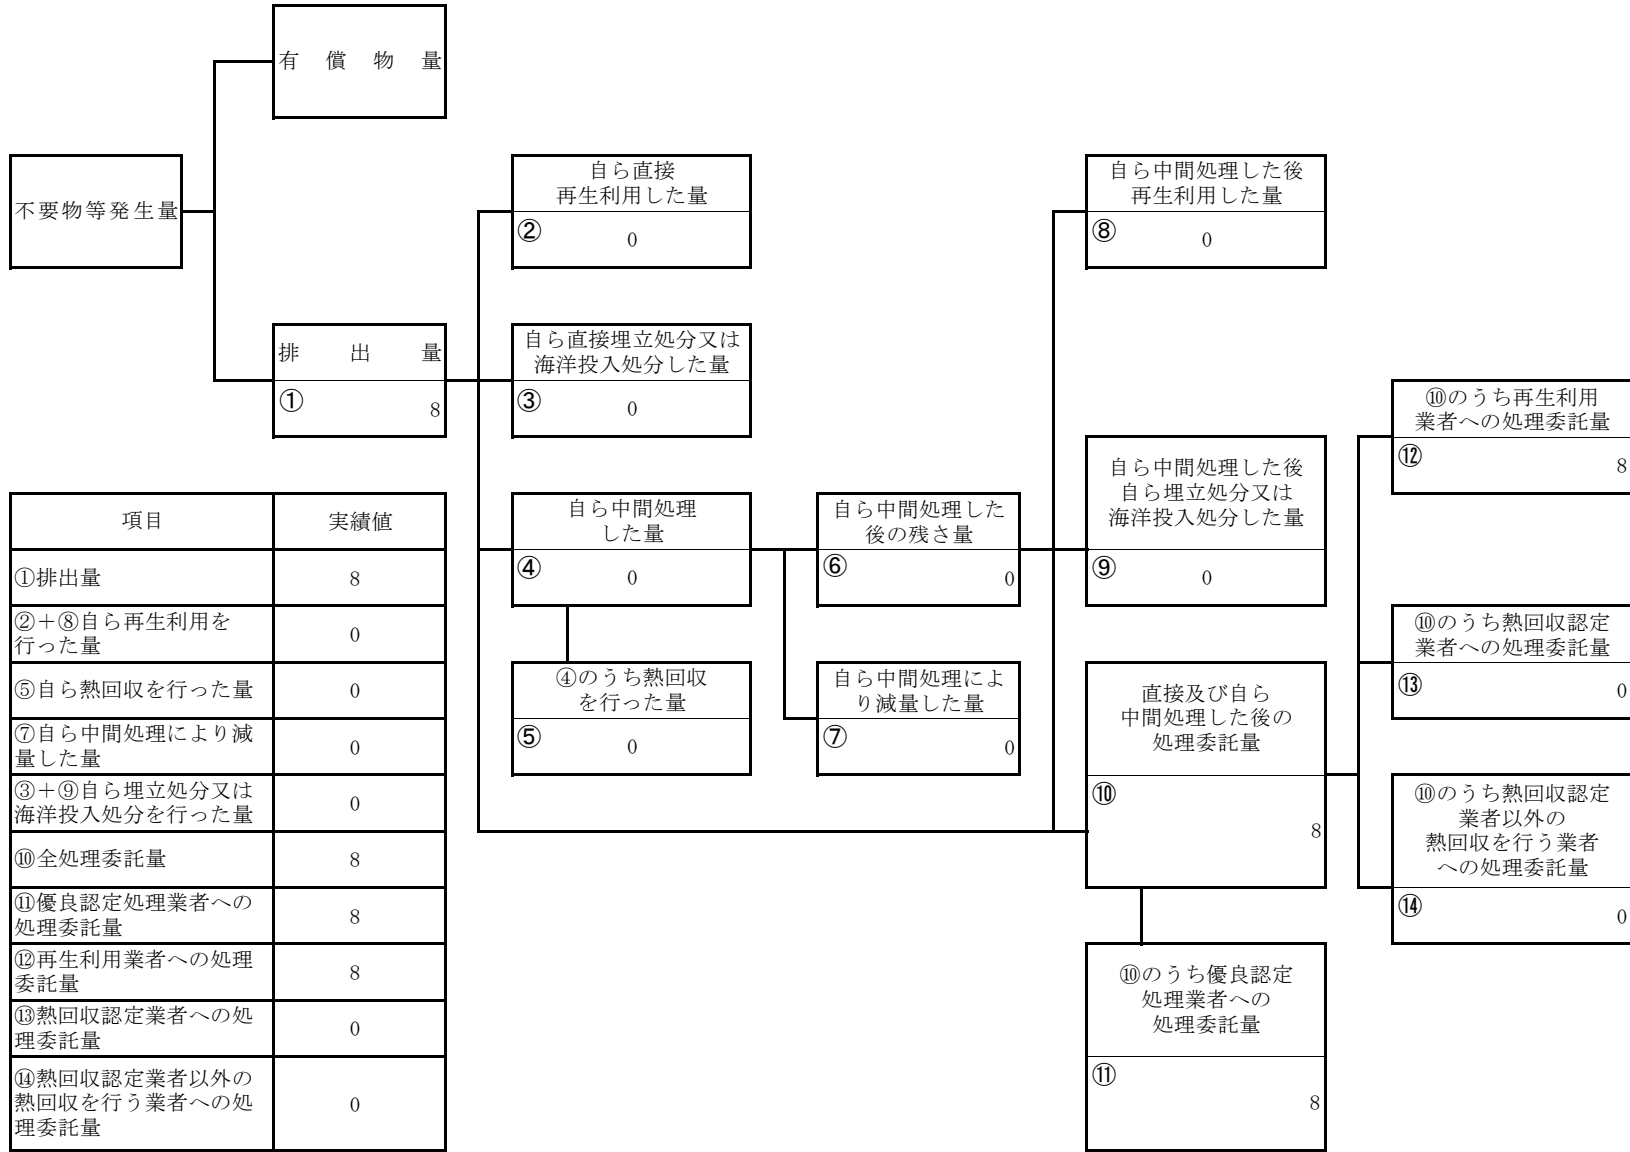 有償物量
不要物等発生量
排出量
①
8
自ら直接
再生利用した量
②
0
自ら直接埋立処分又は
海洋投入処分した量
③
0
自ら中間処理
した量
④
0
④のうち熱回収
を行った量
⑤
0
自ら中間処理した
後の残さ量
⑥
0
自ら中間処理によ
り減量した量
⑦
0
自ら中間処理した後
再生利用した量
⑧
0
自ら中間処理した後
自ら埋立処分又は
海洋投入処分した量
⑨
0
直接及び自ら
中間処理した後の
処理委託量
⑩
8
⑩のうち優良認定
処理業者への
処理委託量
⑪
8
⑩のうち再生利用
業者への処理委託量
⑫
8
⑩のうち熱回収認定
業者への処理委託量
⑬
0
⑩のうち熱回収認定
業者以外の
熱回収を行う業者
への処理委託量
⑭
0
項目 実績値
①排出量 8
②＋⑧自ら再生利用を
行った量
0
⑤自ら熱回収を行った量 0
⑦自ら中間処理により減
量した量
0
③＋⑨自ら埋立処分又は
海洋投入処分を行った量
0
⑩全処理委託量 8
⑪優良認定処理業者への
処理委託量
8
⑫再生利用業者への処理
委託量
8
⑬熱回収認定業者への処
理委託量
0
⑭熱回収認定業者以外の
熱回収を行う業者への処
理委託量
0